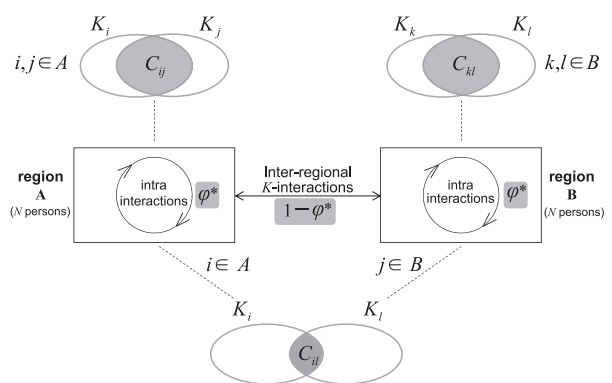 K_i K_j
K_k K_l
i, j ∈ A
C_ij
C_kl
k, l ∈ B
region
A
(N persons)
intra
interactions
φ*
Inter-regional
K-interactions
1 − φ*
intra
interactions
φ*
region
B
(N persons)
i ∈ A
j ∈ B
K_i K_l
C_il